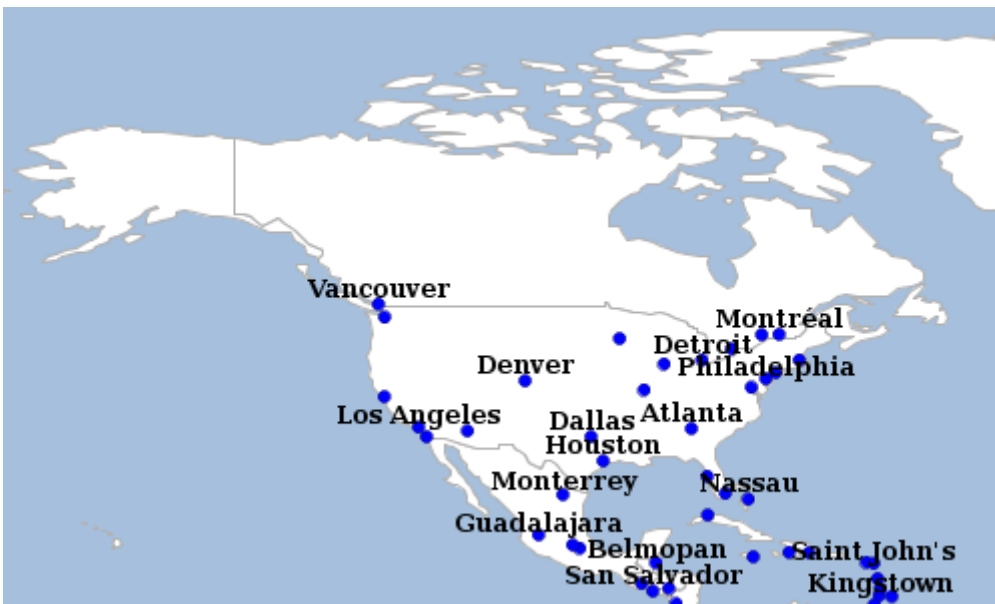 Vancouver
Montréal
Detroit
Philadelphia
Denver
Los Angeles
Atlanta
Dallas
Houston
Monterrey
Nassau
Guadalajara
Belmopan
Saint John's
San Salvador
Kingstown